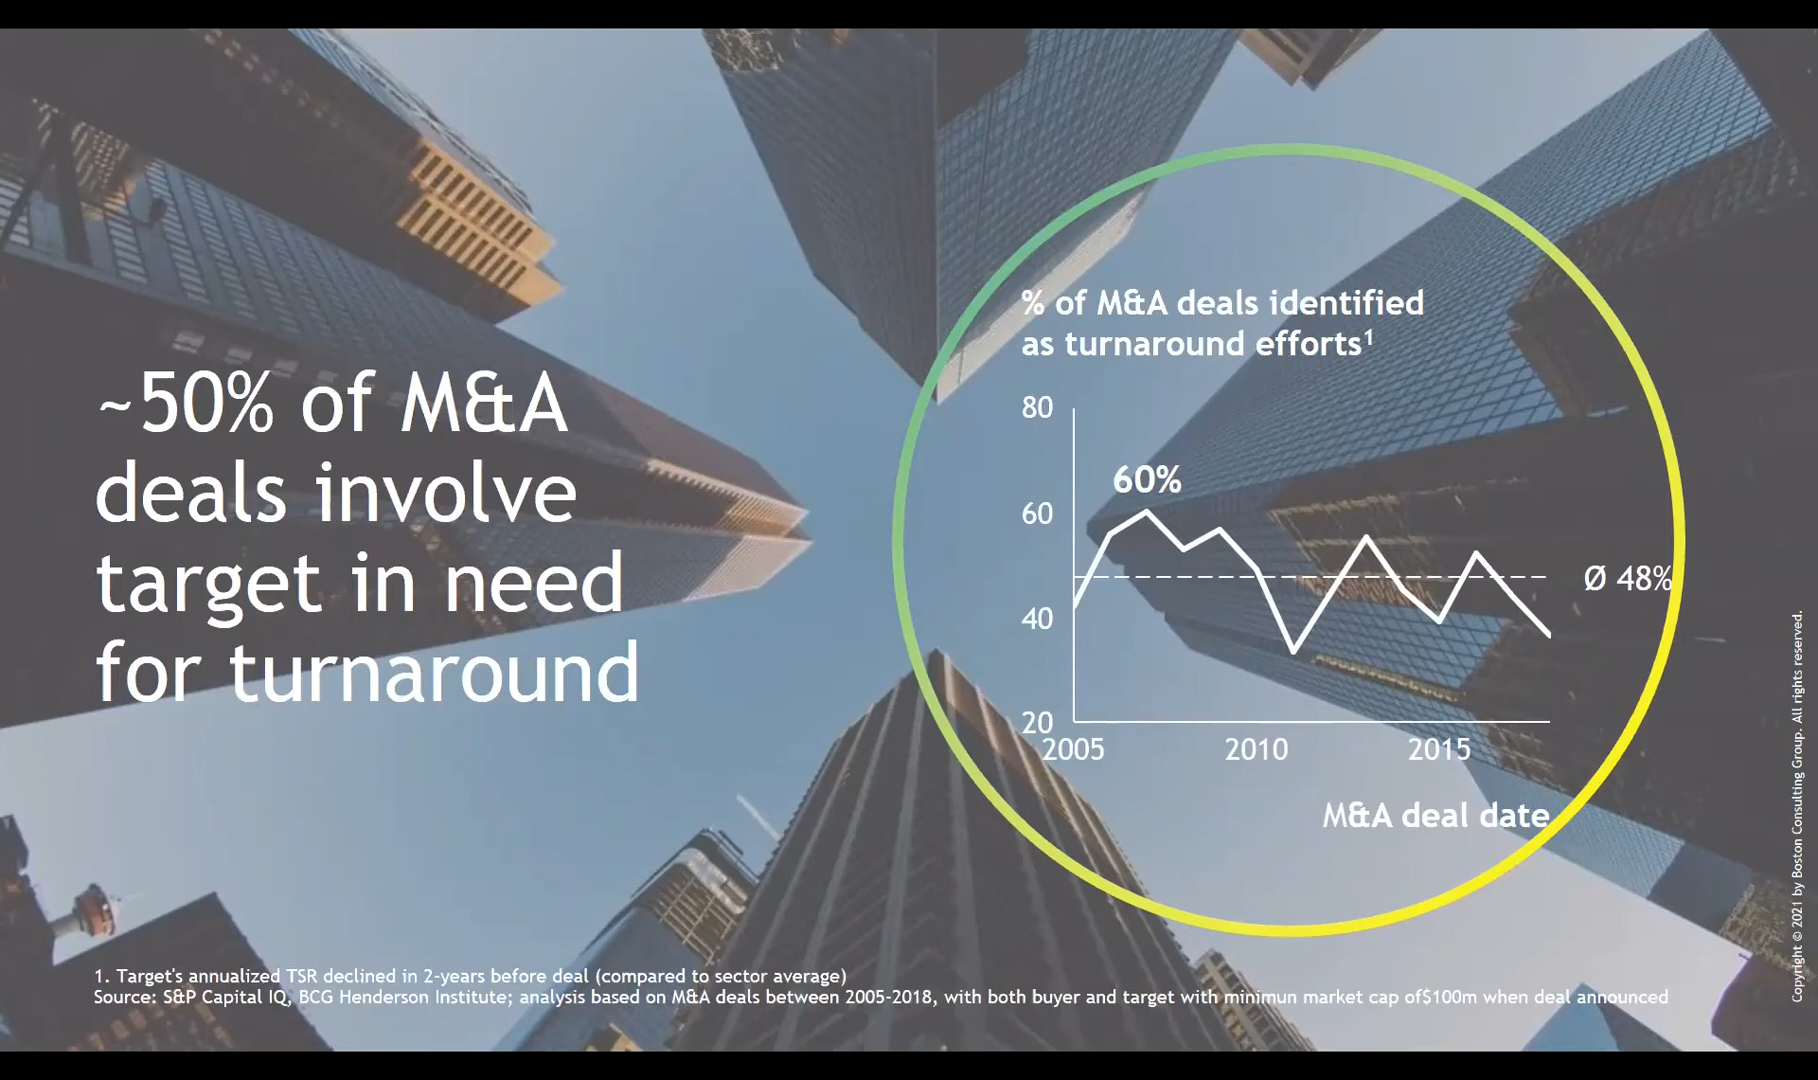 ~50% of M&A
deals involve
target in need
for turnaround
% of M&A deals identified
as turnaround efforts¹
80
60%
60
Ø 48%
40
20
2005 2010 2015
M&A deal date
1. Target's annualized TSR declined in 2-years before deal (compared to sector average)
Source: S&P Capital IQ, BCG Henderson Institute; analysis based on M&A deals between 2005-2018, with both buyer and target with minimun market cap of$100m when deal announced
Copyright © 2021 by Boston Consulting Group. All rights reserved.